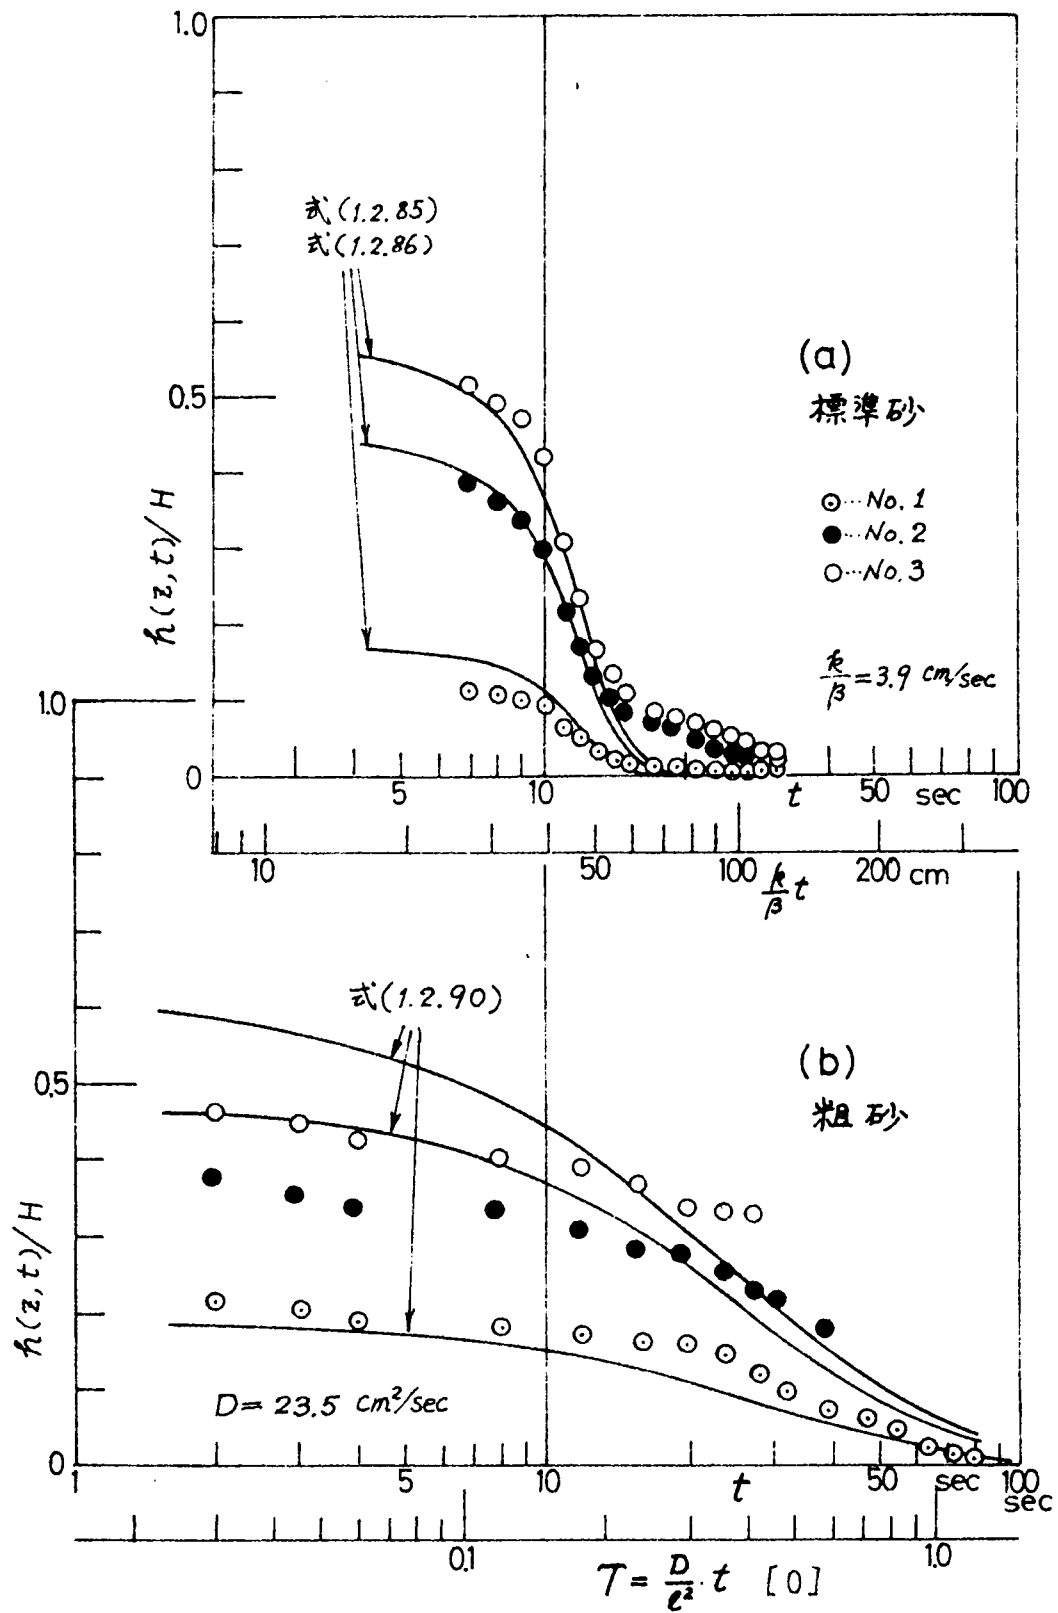 1.0
式(1.2.85)
式(1.2.86)
(a)
標準砂
0.5
⊙…No.1
●…No.2
○…No.3
h(z,t)/H
k/β=3.9 cm/sec
1.0
0
5 10 t 50 sec 100
10 50 100 k/β t 200 cm
式(1.2.90)
(b)
粗砂
0.5
h(z,t)/H
D=23.5 cm²/sec
0
1 5 10 t 50 sec 100
sec
0.1 1.0
T=D/ℓ²·t [0]